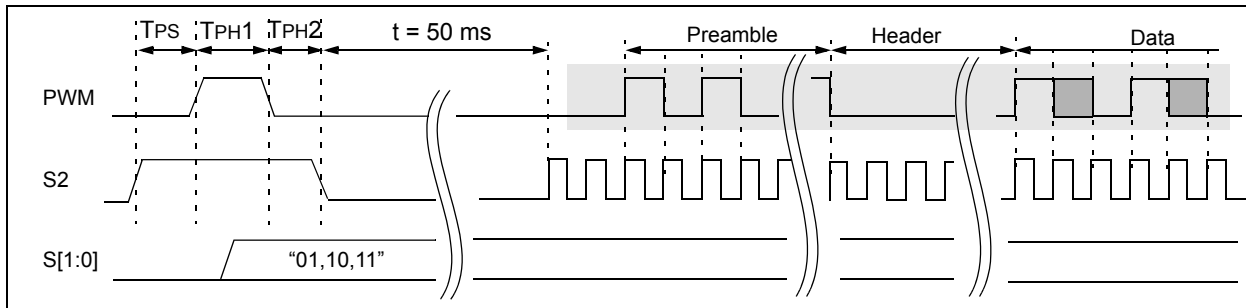 TPS TPH1 TPH2 t = 50 ms Preamble Header Data
PWM
S2
S[1:0] “01,10,11”